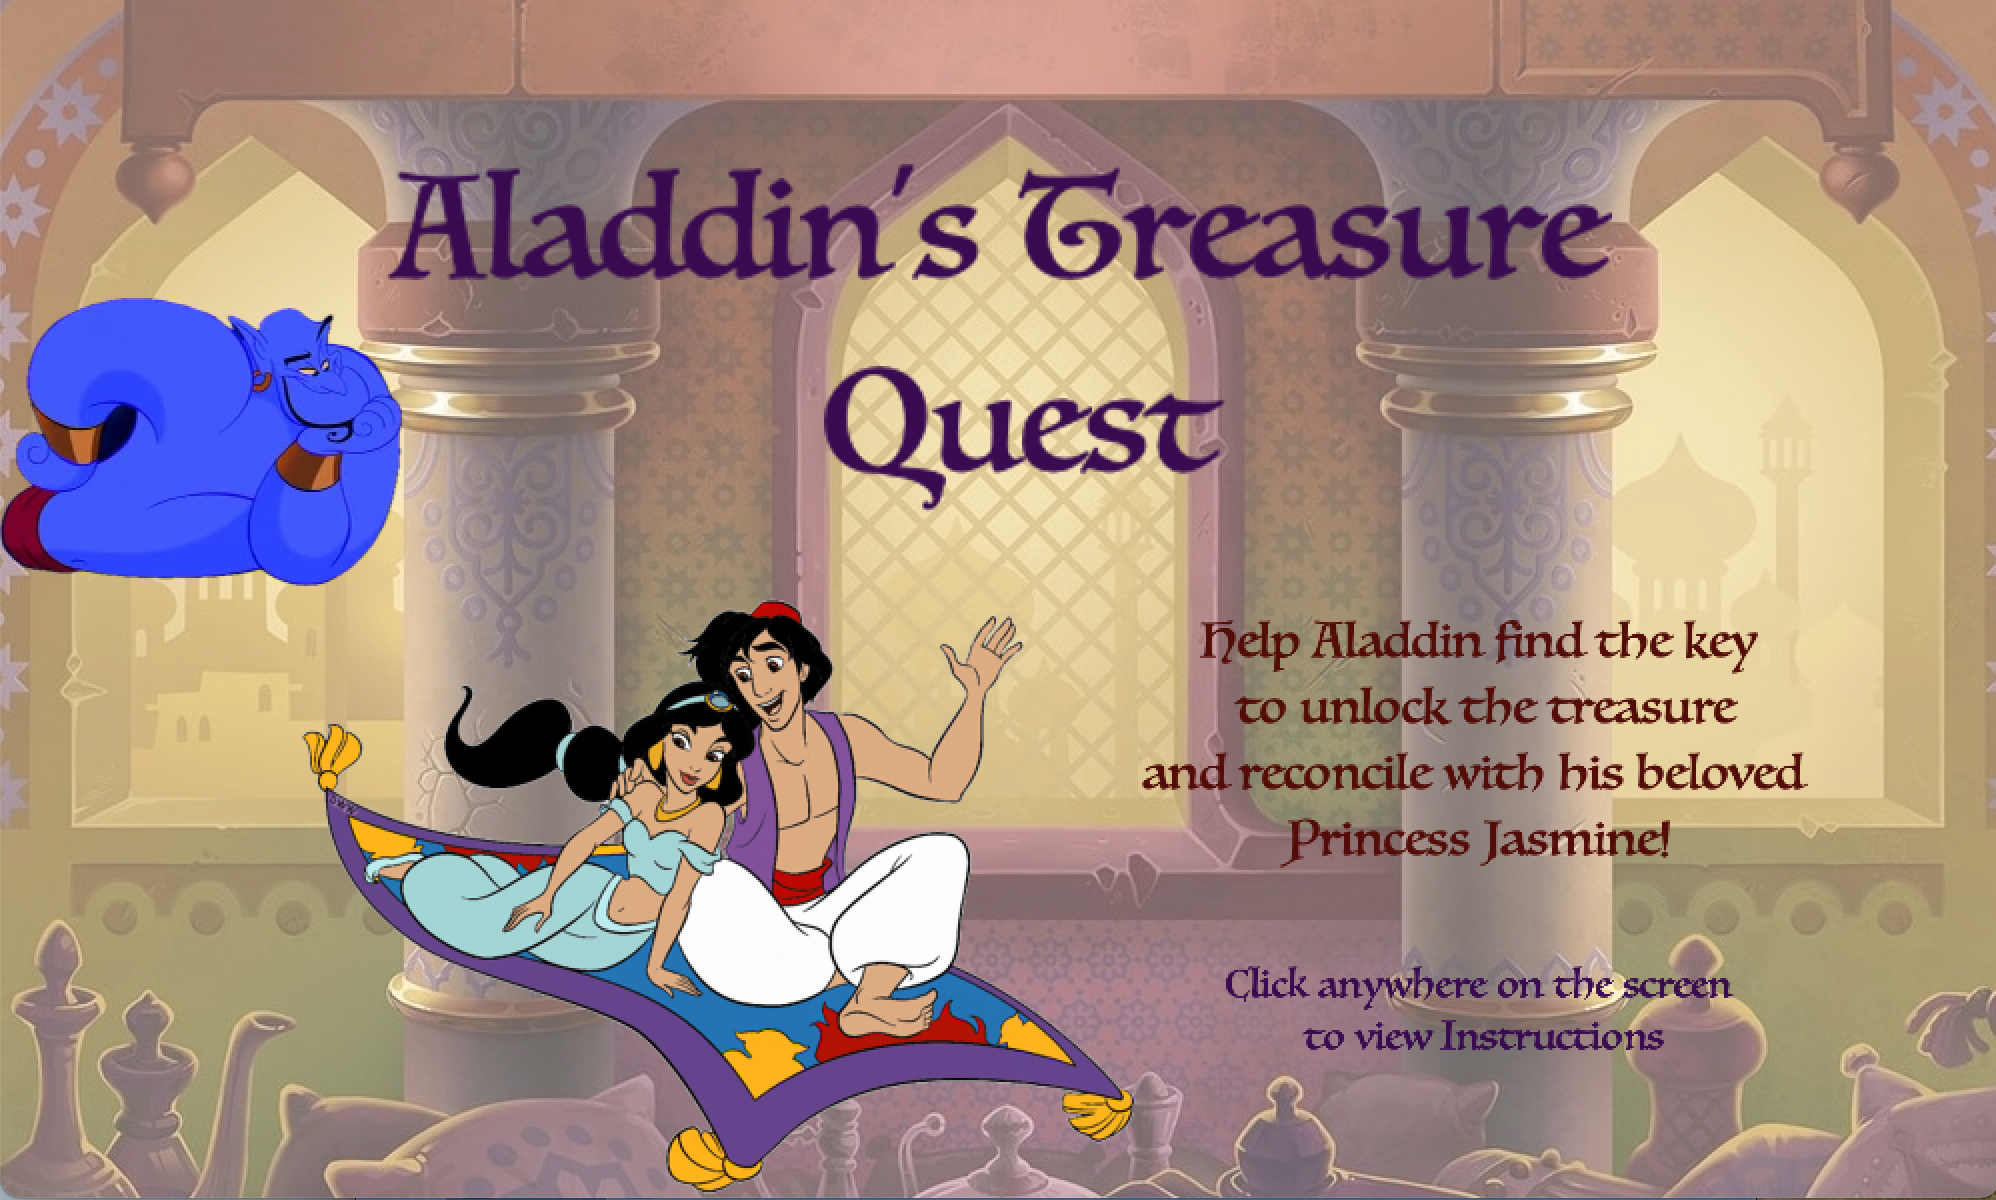 Aladdin's Treasure
Quest
Help Aladdin find the key
to unlock the treasure
and reconcile with his beloved
Princess Jasmine!
Click anywhere on the screen
to view Instructions